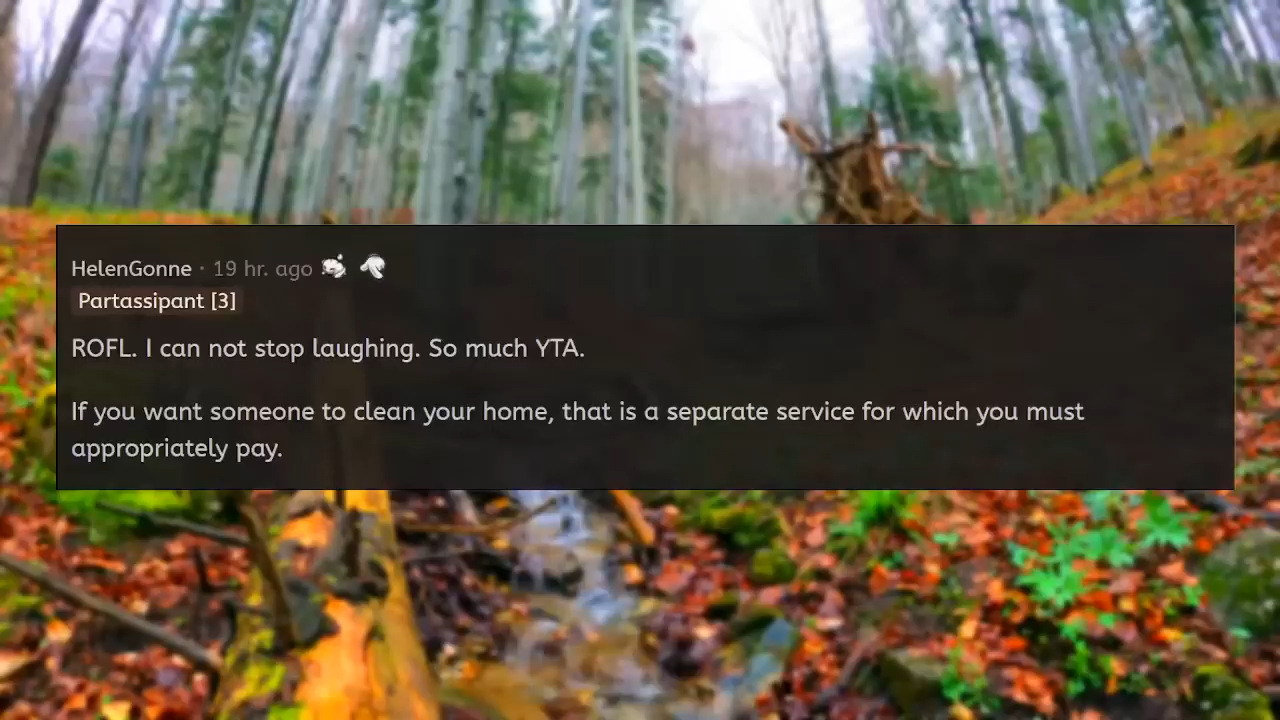 HelenGonne · 19 hr. ago
Partassipant [3]
ROFL. I can not stop laughing. So much YTA.
If you want someone to clean your home, that is a separate service for which you must
appropriately pay.